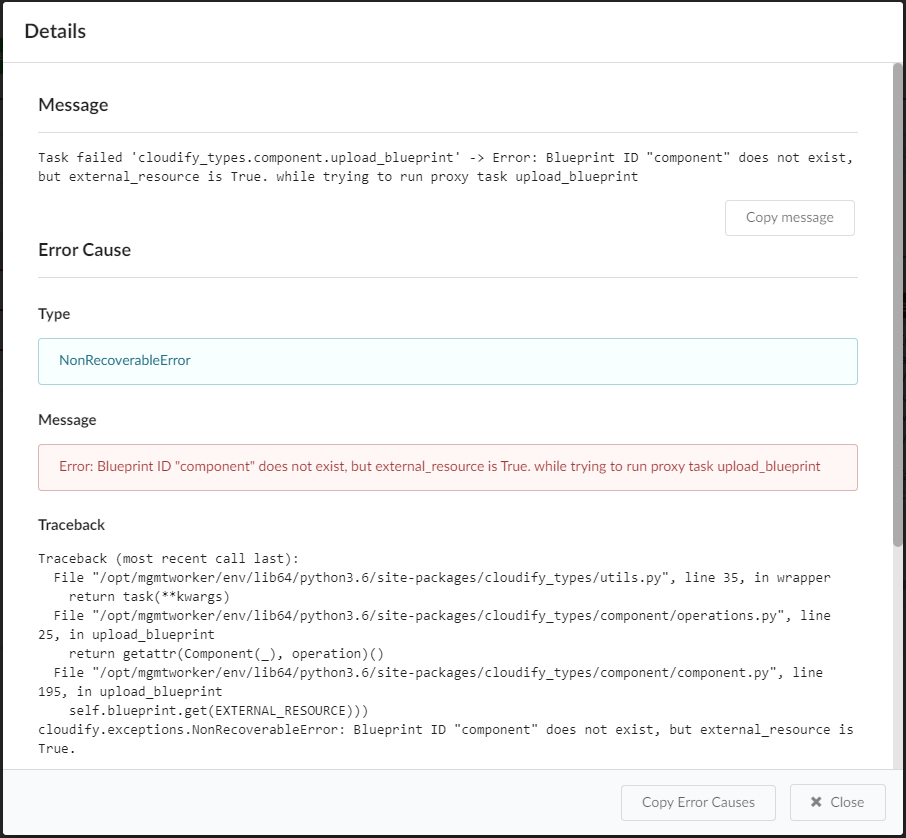 Details
Message
Task failed 'cloudify_types.component.upload_blueprint' -> Error: Blueprint ID "component" does not exist,
but external_resource is True. while trying to run proxy task upload_blueprint
Copy message
Error Cause
Type
NonRecoverableError
Message
Error: Blueprint ID "component" does not exist, but external_resource is True. while trying to run proxy task upload_blueprint
Traceback
Traceback (most recent call last):
  File "/opt/mgmtworker/env/lib64/python3.6/site-packages/cloudify_types/utils.py", line 35, in wrapper
    return task(**kwargs)
  File "/opt/mgmtworker/env/lib64/python3.6/site-packages/cloudify_types/component/operations.py", line
25, in upload_blueprint
    return getattr(Component(_), operation)()
  File "/opt/mgmtworker/env/lib64/python3.6/site-packages/cloudify_types/component/component.py", line
195, in upload_blueprint
    self.blueprint.get(EXTERNAL_RESOURCE)))
cloudify.exceptions.NonRecoverableError: Blueprint ID "component" does not exist, but external_resource is
True.
Copy Error Causes
✖ Close